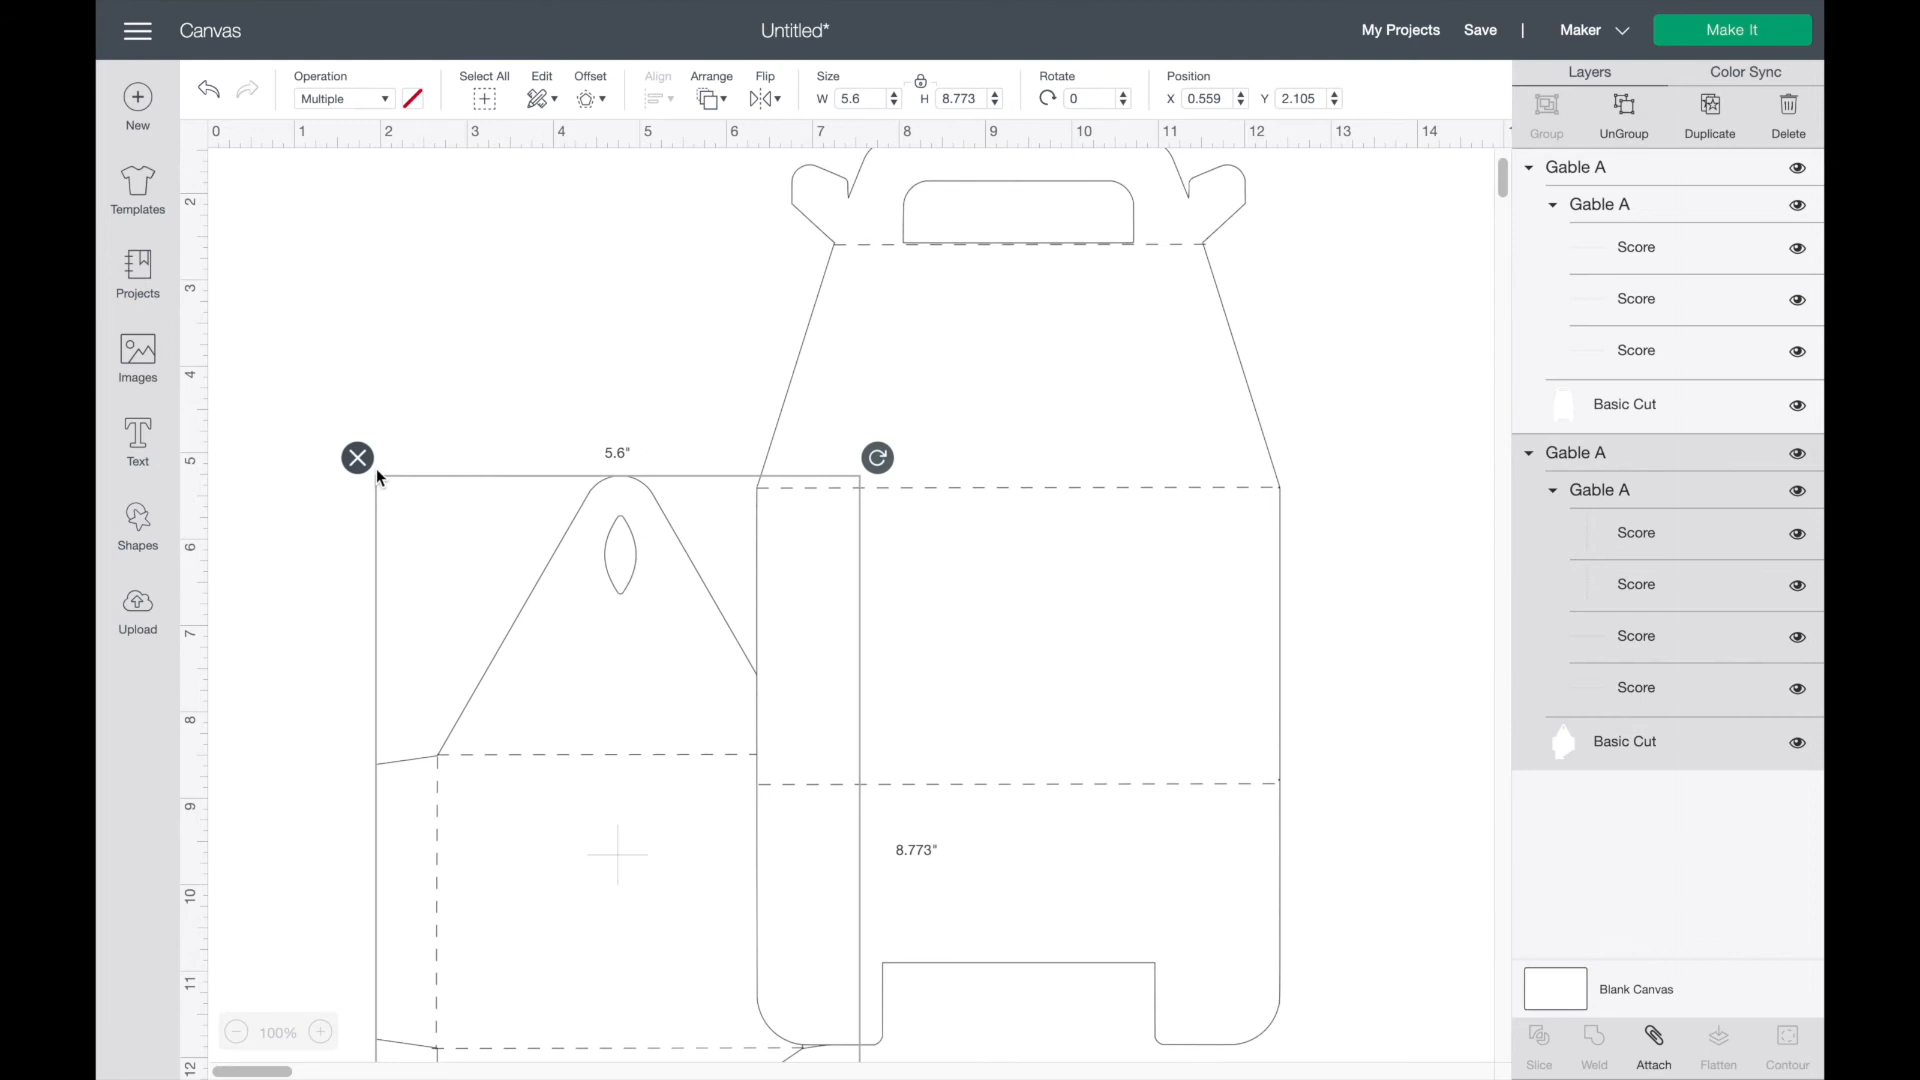 Canvas
Untitled*
My Projects Save | Maker Make It
Operation
Multiple
Select All Edit Offset Align Arrange Flip
Size
W 5.6 H 8.773
Rotate
0
Position
X 0.559 Y 2.105
Layers Color Sync
Group UnGroup Duplicate Delete
New
Templates
Projects
Images
Text
Shapes
Upload
0 1 2 3 4 5 6 7 8 9 10 11 12 13 14
2
3
4
5
6
7
8
9
10
11
12
5.6"
8.773"
100%
Gable A
Gable A
Score
Score
Score
Basic Cut
Gable A
Gable A
Score
Score
Score
Score
Basic Cut
Blank Canvas
Slice Weld Attach Flatten Contour